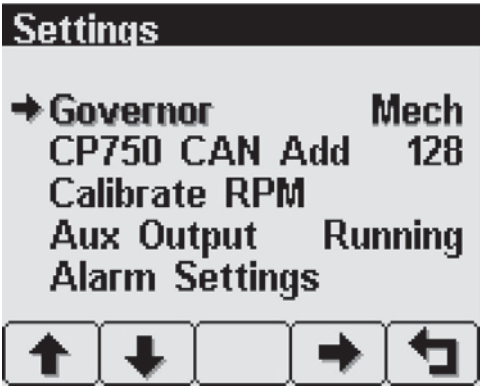 Settings
Governor Mech
CP750 CAN Add 128
Calibrate RPM
Aux Output Running
Alarm Settings